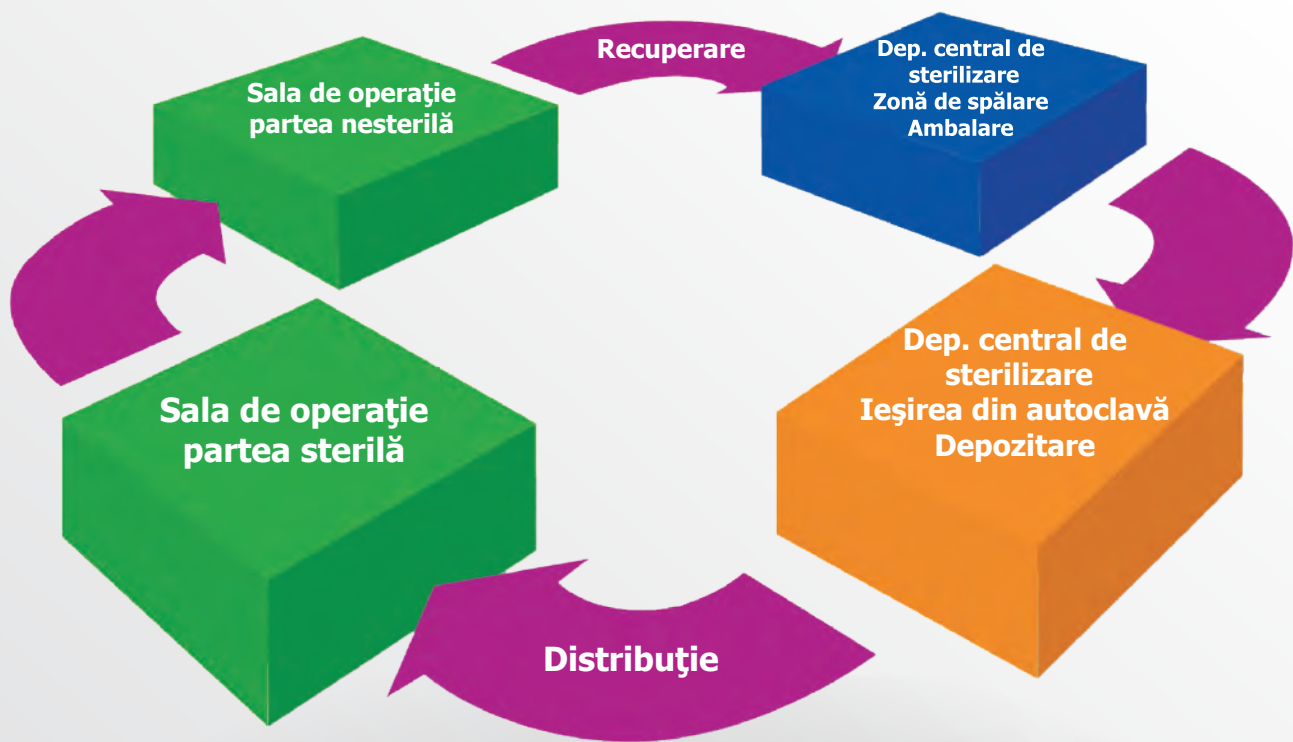 Sala de operaţie
partea nesterilă
Recuperare
Dep. central de
sterilizare
Zonă de spălare
Ambalare
Dep. central de
sterilizare
Ieşirea din autoclavă
Depozitare
Sala de operaţie
partea sterilă
Distribuţie